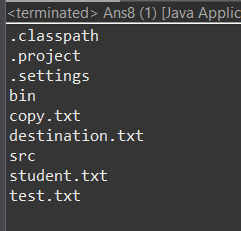 <terminated> Ans8 (1) [Java Applic
.classpath
.project
.settings
bin
copy.txt
destination.txt
src
student.txt
test.txt